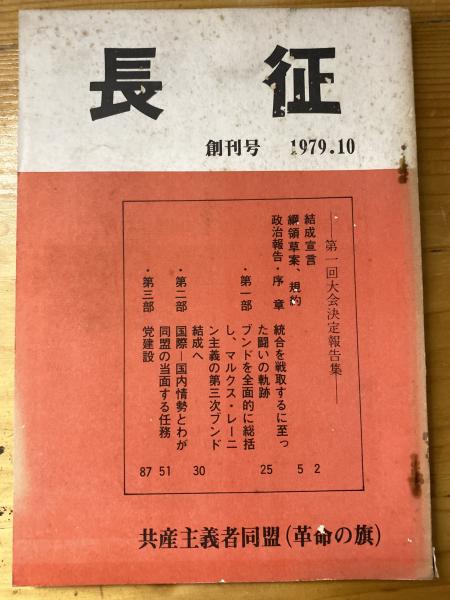 長征
創刊号 1979.10
―第一回大会決定報告集―
結成宣言 2
綱領草案、規約 5
政治報告・序 章 統合を戦取するに至っ
た闘いの軌跡 25
・第一部 ブンドを全面的に総括
し、マルクス・レーニ
ン主義の第三次ブンド
結成へ 30
・第二部 国際―国内情勢とわが
同盟の当面する任務 51
・第三部 党建設 87
共産主義者同盟(革命の旗)